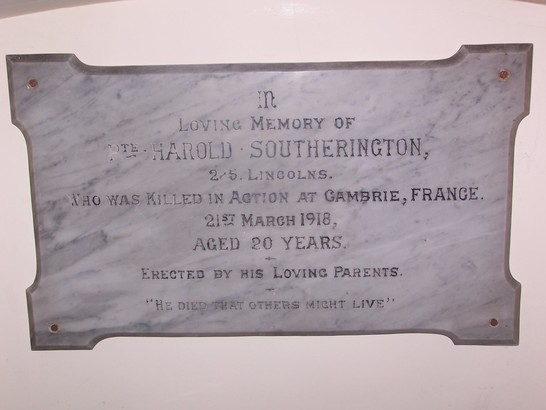 In
Loving Memory of
Pte. Harold Southerington,
2/5. Lincolns.
Who was killed in Action at Cambrie, France.
21st March 1918,
Aged 20 years.
Erected by his Loving Parents.
"He died that others might live"